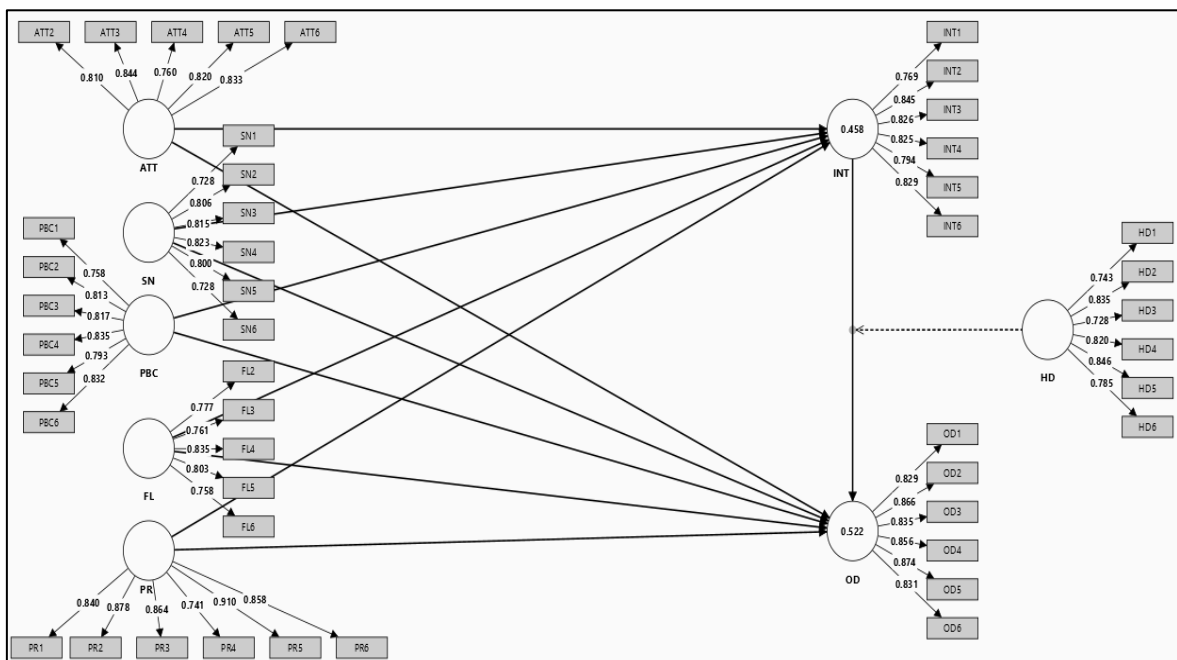 ATT2
ATT3
ATT4
ATT5
ATT6
0.810
0.844
0.760
0.820
0.833
ATT
SN1
SN2
SN3
SN4
SN5
SN6
0.728
0.806
0.815
0.823
0.800
0.728
SN
PBC1
PBC2
PBC3
PBC4
PBC5
PBC6
0.758
0.813
0.817
0.835
0.793
0.832
PBC
FL2
FL3
FL4
FL5
FL6
0.777
0.761
0.835
0.803
0.758
FL
PR
0.840
0.878
0.864
0.741
0.910
0.858
PR1
PR2
PR3
PR4
PR5
PR6
0.458
INT
INT1
INT2
INT3
INT4
INT5
INT6
0.769
0.845
0.826
0.825
0.794
0.829
HD
HD1
HD2
HD3
HD4
HD5
HD6
0.743
0.835
0.728
0.820
0.846
0.785
0.522
OD
OD1
OD2
OD3
OD4
OD5
OD6
0.829
0.866
0.835
0.856
0.874
0.831